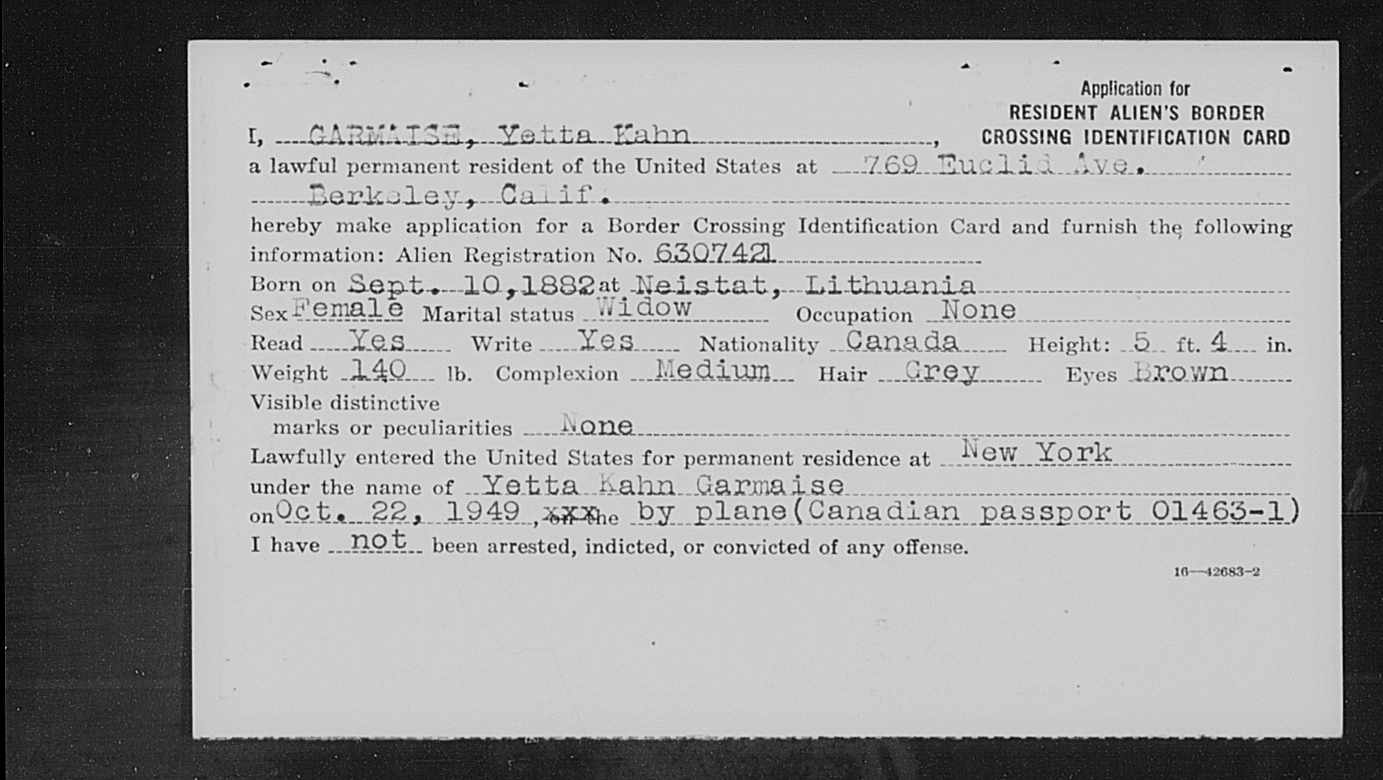 Application for
RESIDENT ALIEN'S BORDER
CROSSING IDENTIFICATION CARD
I, GARMAISE, Yetta Kahn,
a lawful permanent resident of the United States at 769 Euclid Ave.
Berkeley, Calif.
hereby make application for a Border Crossing Identification Card and furnish the following
information: Alien Registration No. 6307421
Born on Sept. 10,1882 at Neistat, Lithuania
Sex Female Marital status Widow Occupation None
Read Yes Write Yes Nationality Canada Height: 5 ft. 4 in.
Weight 140 lb. Complexion Medium Hair Grey Eyes Brown
Visible distinctive
marks or peculiarities None
Lawfully entered the United States for permanent residence at New York
under the name of Yetta Kahn Garmaise
on Oct. 22, 1949, xxx the by plane (Canadian passport 01463-1)
I have not been arrested, indicted, or convicted of any offense.
16—42683-2